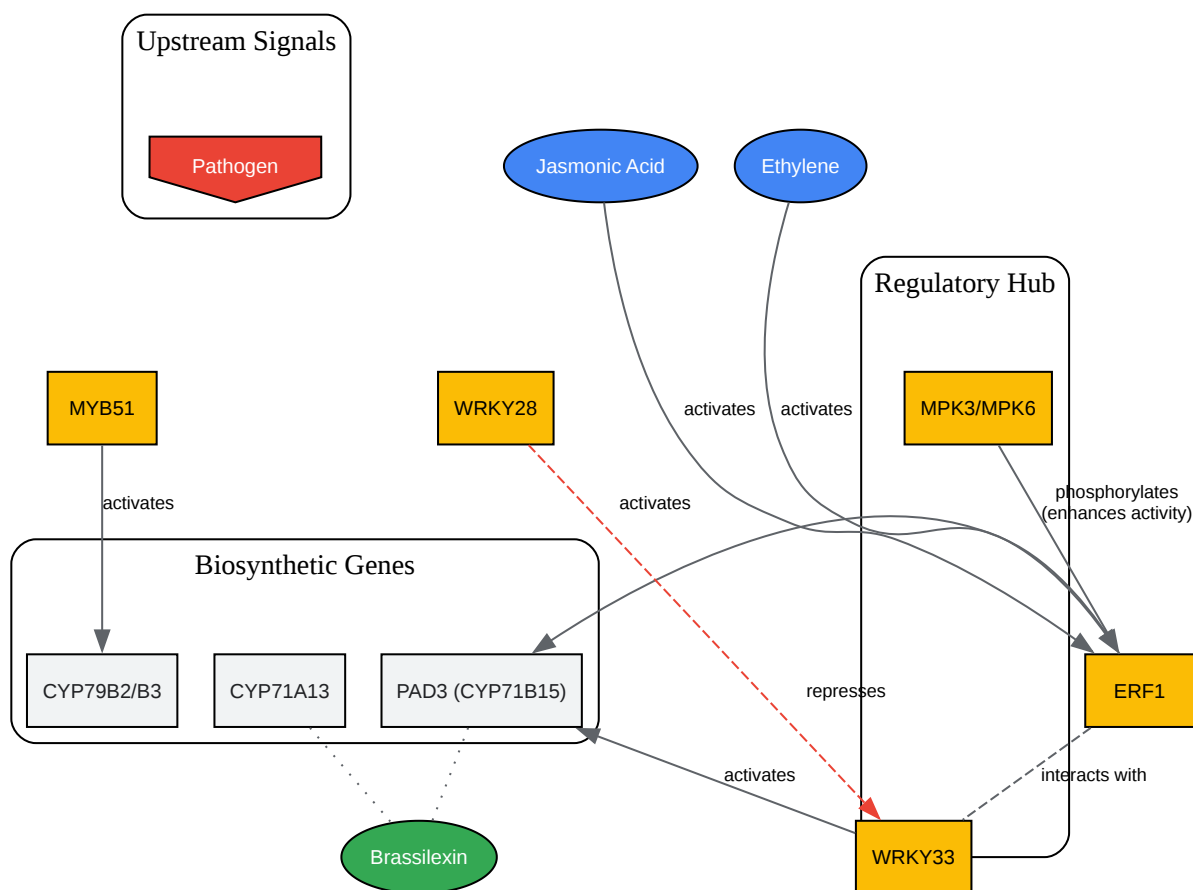 Upstream Signals
Pathogen
Jasmonic Acid
Ethylene
Regulatory Hub
MYB51
WRKY28
activates
activates
MPK3/MPK6
activates
activates
phosphorylates
(enhances activity)
Biosynthetic Genes
CYP79B2/B3
CYP71A13
PAD3 (CYP71B15)
represses
ERF1
activates
interacts with
Brassilexin
WRKY33